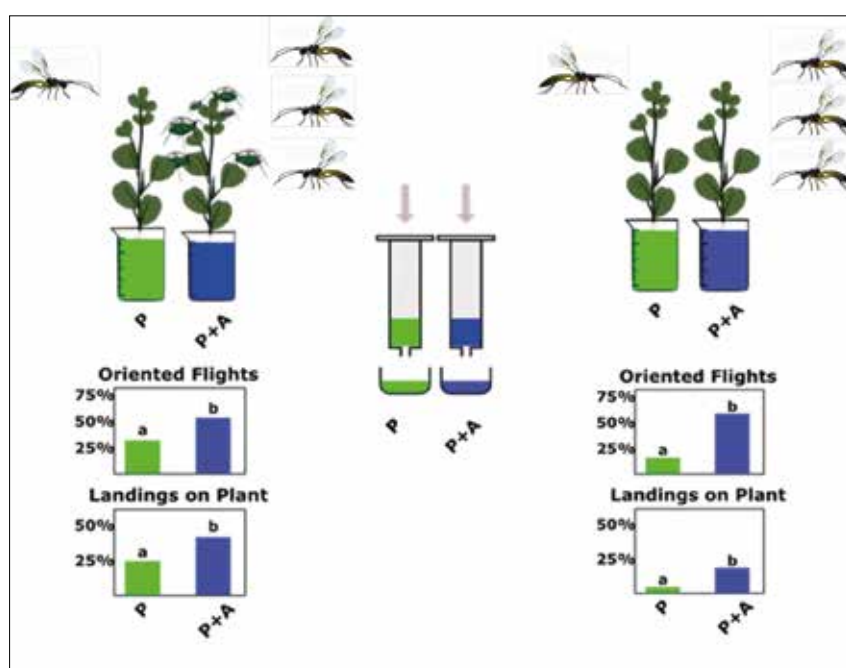 P
P+A
Oriented Flights
75%
50%
25%
a
b
Landings on Plant
50%
25%
a
b
P
P+A
P
P+A
P
P+A
Oriented Flights
75%
50%
25%
a
b
Landings on Plant
50%
25%
a
b
P
P+A